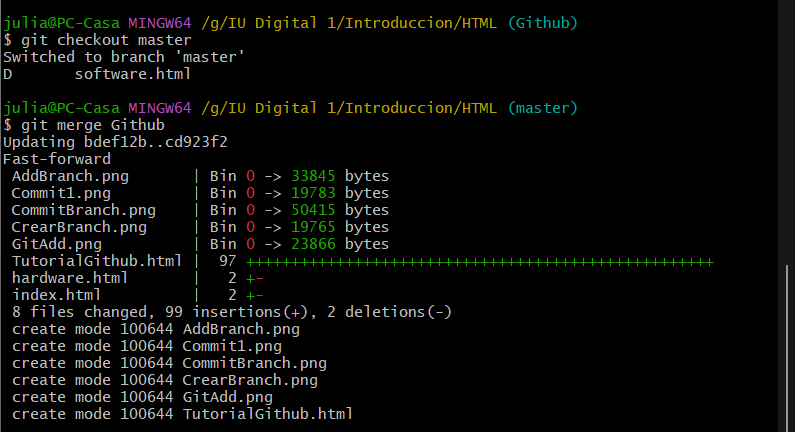 julia@PC-Casa MINGW64 /g/IU Digital 1/Introduccion/HTML (Github)
$ git checkout master
Switched to branch 'master'
D       software.html
julia@PC-Casa MINGW64 /g/IU Digital 1/Introduccion/HTML (master)
$ git merge Github
Updating bdef12b..cd923f2
Fast-forward
 AddBranch.png       | Bin 0 -> 33845 bytes
 Commit1.png         | Bin 0 -> 19783 bytes
 CommitBranch.png    | Bin 0 -> 50415 bytes
 CrearBranch.png     | Bin 0 -> 19765 bytes
 GitAdd.png          | Bin 0 -> 23866 bytes
 TutorialGithub.html |  97 ++++++++++++++++++++++++++++++++++++++++++++++++++++
 hardware.html       |   2 +-
 index.html          |   2 +-
 8 files changed, 99 insertions(+), 2 deletions(-)
 create mode 100644 AddBranch.png
 create mode 100644 Commit1.png
 create mode 100644 CommitBranch.png
 create mode 100644 CrearBranch.png
 create mode 100644 GitAdd.png
 create mode 100644 TutorialGithub.html